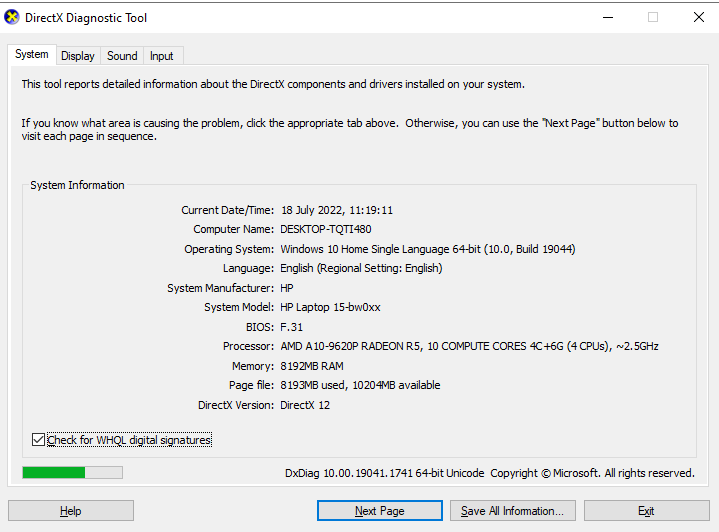 DirectX Diagnostic Tool
System Display Sound Input
This tool reports detailed information about the DirectX components and drivers installed on your system.
If you know what area is causing the problem, click the appropriate tab above.  Otherwise, you can use the "Next Page" button below to
visit each page in sequence.
System Information
Current Date/Time: 18 July 2022, 11:19:11
Computer Name: DESKTOP-TQTI480
Operating System: Windows 10 Home Single Language 64-bit (10.0, Build 19044)
Language: English (Regional Setting: English)
System Manufacturer: HP
System Model: HP Laptop 15-bw0xx
BIOS: F.31
Processor: AMD A10-9620P RADEON R5, 10 COMPUTE CORES 4C+6G (4 CPUs), ~2.5GHz
Memory: 8192MB RAM
Page file: 8193MB used, 10204MB available
DirectX Version: DirectX 12
Check for WHQL digital signatures
DxDiag 10.00.19041.1741 64-bit Unicode  Copyright © Microsoft. All rights reserved.
Help Next Page Save All Information... Exit